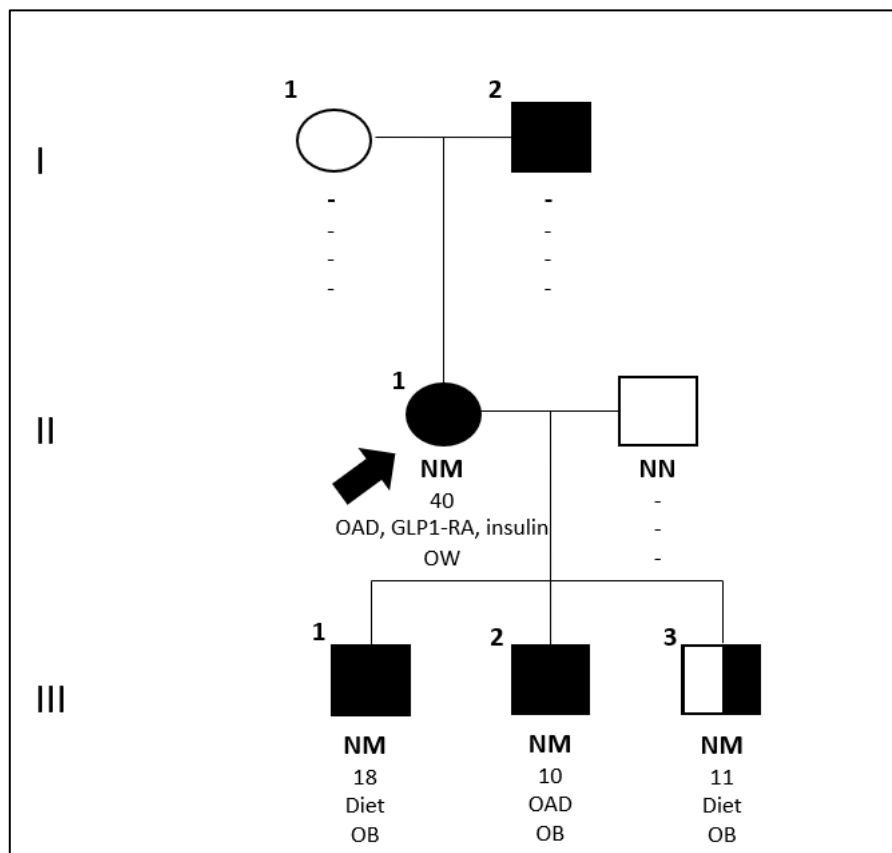 1 2
I
- -
- -
- -
- -
1
II
NM NN
40 -
OAD, GLP1-RA, insulin -
OW -
1 2 3
III
NM NM NM
18 10 11
Diet OAD Diet
OB OB OB